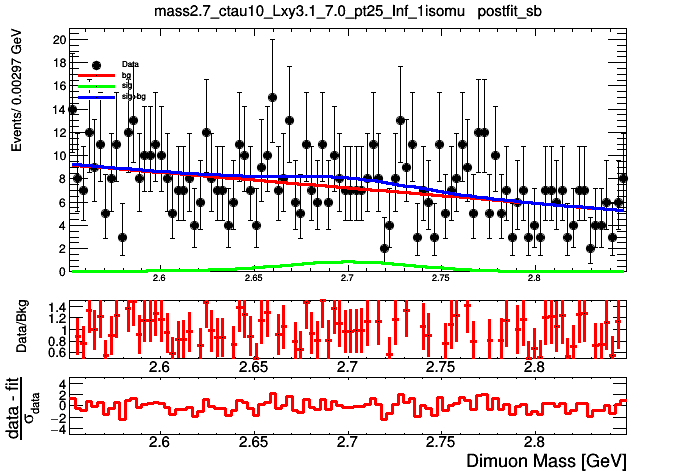 mass2.7_ctau10_Lxy3.1_7.0_pt25_Inf_1isomu postfit_sb
Events/ 0.00297 GeV
20
18
16
14
12
10
8
6
4
2
0
Data
bg
sig
sig+bg
2.6 2.65 2.7 2.75 2.8
Data/Bkg
1.4
1.2
1
0.8
0.6
2.6 2.65 2.7 2.75 2.8
data - fit
σdata
4
2
0
−2
−4
2.6 2.65 2.7 2.75 2.8
Dimuon Mass [GeV]